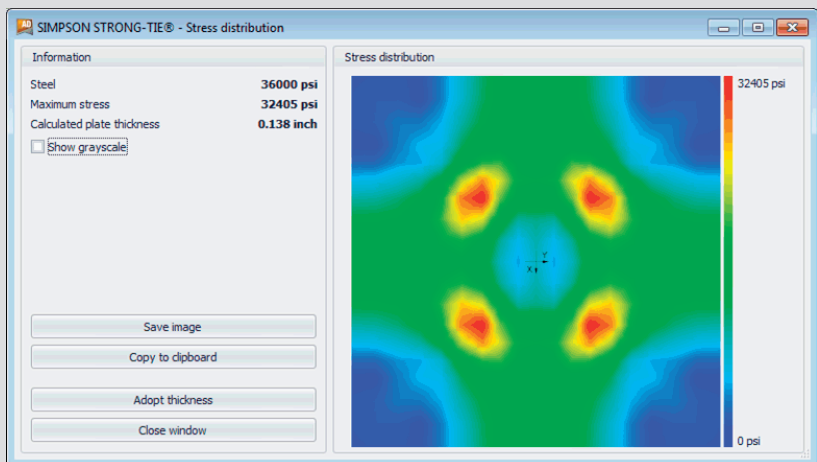 AD SIMPSON STRONG-TIE® - Stress distribution
Information
Steel 36000 psi
Maximum stress 32405 psi
Calculated plate thickness 0.138 inch
Show grayscale
Save image
Copy to clipboard
Adopt thickness
Close window
Stress distribution
32405 psi
Y
X
0 psi